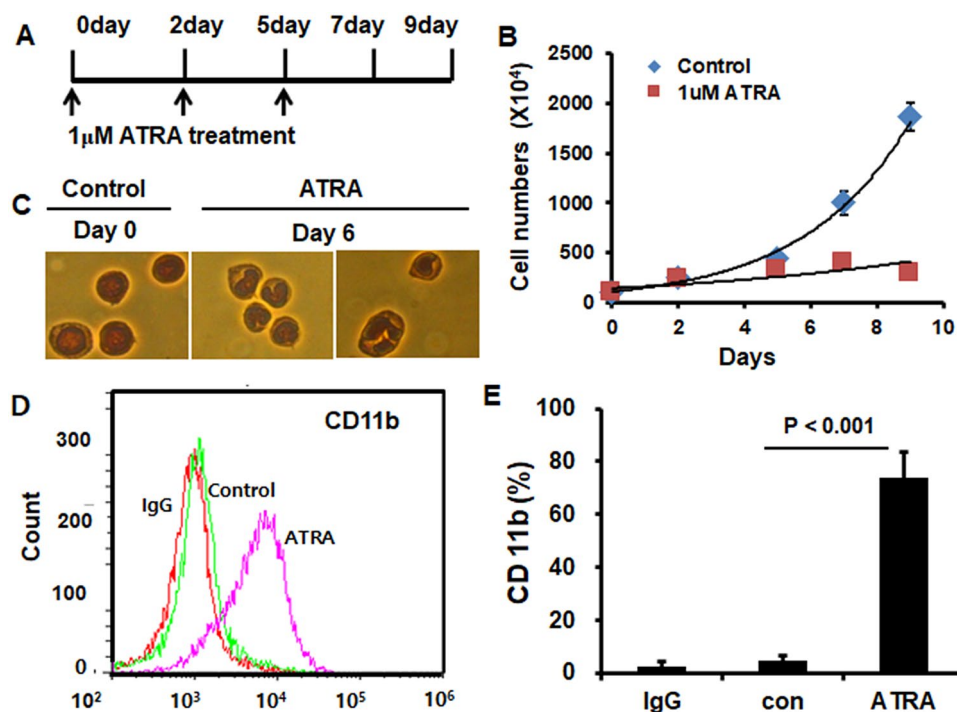 A
0day 2day 5day 7day 9day
1μM ATRA treatment
B
Cell numbers (X10⁴)
2500
2000
1500
1000
500
0
Control
1uM ATRA
0 2 4 6 8 10
Days
C
Control ATRA
Day 0 Day 6
D
CD11b
Count
300
200
100
0
IgG
Control
ATRA
10² 10³ 10⁴ 10⁵ 10⁶
E
CD 11b (%)
100
80
60
40
20
0
P < 0.001
IgG con ATRA